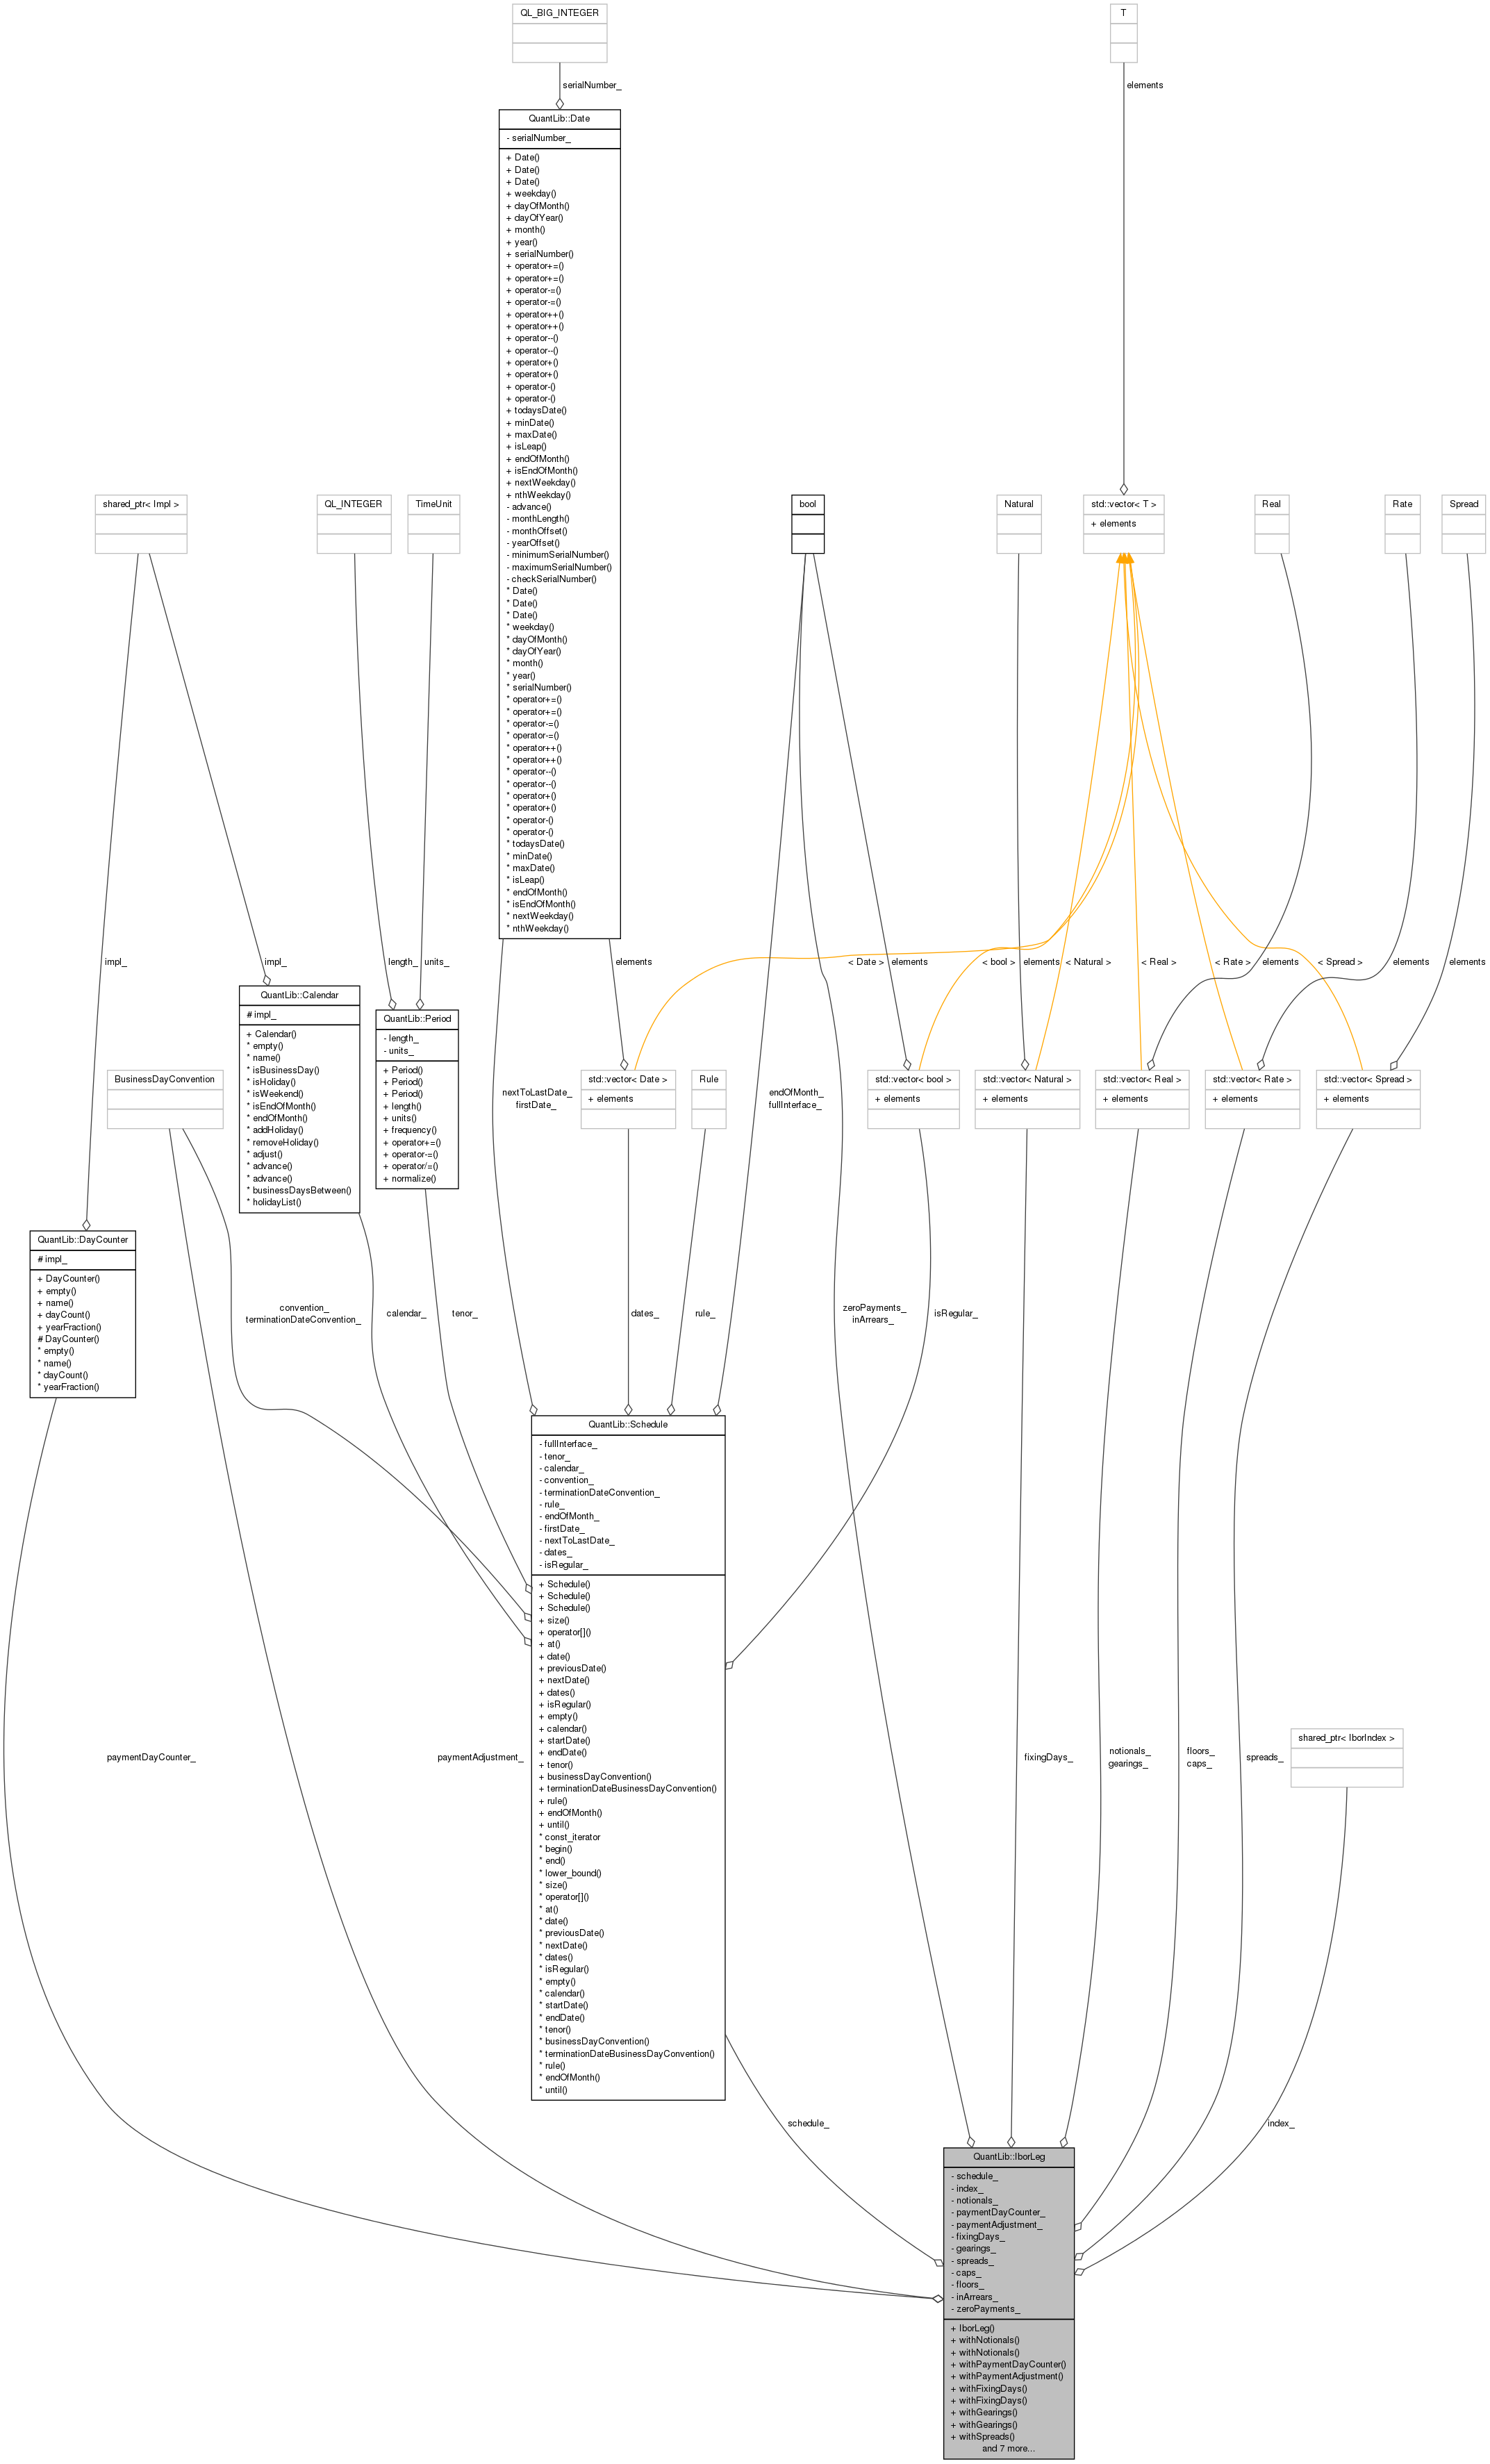 QL_BIG_INTEGER
T
serialNumber_
elements
QuantLib::Date
- serialNumber_
+ Date()
+ Date()
+ Date()
+ weekday()
+ dayOfMonth()
+ dayOfYear()
+ month()
+ year()
+ serialNumber()
+ operator+=()
+ operator+=()
+ operator-=()
+ operator-=()
+ operator++()
+ operator++()
+ operator--()
+ operator--()
+ operator+()
+ operator+()
+ operator-()
+ operator-()
+ todaysDate()
+ minDate()
+ maxDate()
+ isLeap()
+ endOfMonth()
+ isEndOfMonth()
+ nextWeekday()
+ nthWeekday()
- advance()
- monthLength()
- monthOffset()
- yearOffset()
- minimumSerialNumber()
- maximumSerialNumber()
- checkSerialNumber()
* Date()
* Date()
* Date()
* weekday()
* dayOfMonth()
* dayOfYear()
* month()
* year()
* serialNumber()
* operator+=()
* operator+=()
* operator-=()
* operator-=()
* operator++()
* operator++()
* operator--()
* operator--()
* operator+()
* operator+()
* operator-()
* operator-()
* todaysDate()
* minDate()
* maxDate()
* isLeap()
* endOfMonth()
* isEndOfMonth()
* nextWeekday()
* nthWeekday()
shared_ptr< Impl >
QL_INTEGER
TimeUnit
bool
Natural
std::vector< T >
+ elements
Real
Rate
Spread
impl_
impl_
length_
units_
elements
< Date >
elements
< bool >
elements
< Natural >
< Real >
< Rate >
elements
< Spread >
elements
elements
QuantLib::Calendar
# impl_
+ Calendar()
* empty()
* name()
* isBusinessDay()
* isHoliday()
* isWeekend()
* isEndOfMonth()
* endOfMonth()
* addHoliday()
* removeHoliday()
* adjust()
* advance()
* advance()
* businessDaysBetween()
* holidayList()
QuantLib::Period
- length_
- units_
+ Period()
+ Period()
+ Period()
+ length()
+ units()
+ frequency()
+ operator+=()
+ operator-=()
+ operator/=()
+ normalize()
BusinessDayConvention
nextToLastDate_
firstDate_
std::vector< Date >
+ elements
Rule
endOfMonth_
fullInterface_
std::vector< bool >
+ elements
std::vector< Natural >
+ elements
std::vector< Real >
+ elements
std::vector< Rate >
+ elements
std::vector< Spread >
+ elements
QuantLib::DayCounter
# impl_
+ DayCounter()
+ empty()
+ name()
+ dayCount()
+ yearFraction()
# DayCounter()
* empty()
* name()
* dayCount()
* yearFraction()
convention_
terminationDateConvention_
calendar_
tenor_
dates_
rule_
zeroPayments_
inArrears_
isRegular_
QuantLib::Schedule
- fullInterface_
- tenor_
- calendar_
- convention_
- terminationDateConvention_
- rule_
- endOfMonth_
- firstDate_
- nextToLastDate_
- dates_
- isRegular_
+ Schedule()
+ Schedule()
+ Schedule()
+ size()
+ operator[]()
+ at()
+ date()
+ previousDate()
+ nextDate()
+ dates()
+ isRegular()
+ empty()
+ calendar()
+ startDate()
+ endDate()
+ tenor()
+ businessDayConvention()
+ terminationDateBusinessDayConvention()
+ rule()
+ endOfMonth()
+ until()
* const_iterator
* begin()
* end()
* lower_bound()
* size()
* operator[]()
* at()
* date()
* previousDate()
* nextDate()
* dates()
* isRegular()
* empty()
* calendar()
* startDate()
* endDate()
* tenor()
* businessDayConvention()
* terminationDateBusinessDayConvention()
* rule()
* endOfMonth()
* until()
paymentDayCounter_
paymentAdjustment_
fixingDays_
notionals_
gearings_
floors_
caps_
spreads_
shared_ptr< IborIndex >
schedule_
index_
QuantLib::IborLeg
- schedule_
- index_
- notionals_
- paymentDayCounter_
- paymentAdjustment_
- fixingDays_
- gearings_
- spreads_
- caps_
- floors_
- inArrears_
- zeroPayments_
+ IborLeg()
+ withNotionals()
+ withNotionals()
+ withPaymentDayCounter()
+ withPaymentAdjustment()
+ withFixingDays()
+ withFixingDays()
+ withGearings()
+ withGearings()
+ withSpreads()
and 7 more...